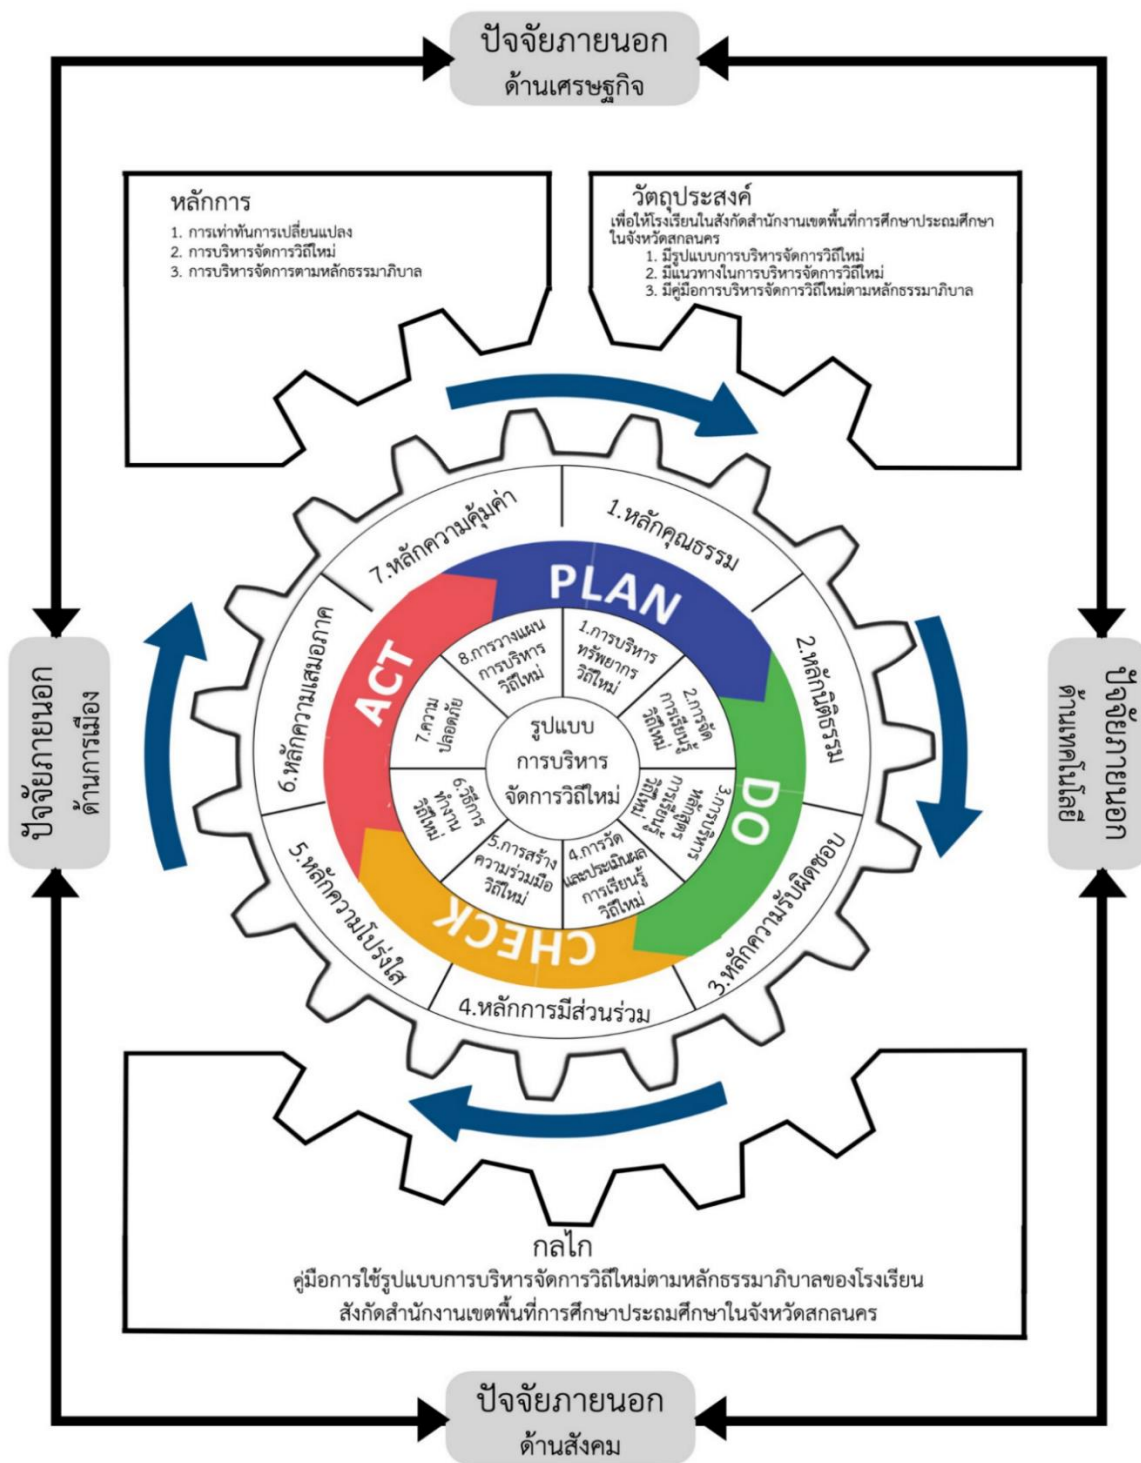 ปัจจัยภายนอก
ด้านเศรษฐกิจ
หลักการ
1. การเท่าทันการเปลี่ยนแปลง
2. การบริหารจัดการวิถีใหม่
3. การบริหารจัดการตามหลักธรรมาภิบาล
วัตถุประสงค์
เพื่อให้โรงเรียนในสังกัดสำนักงานเขตพื้นที่การศึกษาประถมศึกษา
ในจังหวัดสกลนคร
1. มีรูปแบบการบริหารจัดการวิถีใหม่
2. มีแนวทางในการบริหารจัดการวิถีใหม่
3. มีคู่มือการบริหารจัดการวิถีใหม่ตามหลักธรรมาภิบาล
1.หลักคุณธรรม
2.หลักนิติธรรม
3.หลักความรับผิดชอบ
4.หลักการมีส่วนร่วม
5.หลักความโปร่งใส
6.หลักความเสมอภาค
7.หลักความคุ้มค่า
PLAN
DO
CHECK
ACT
1.การบริหาร
ทรัพยากร
วิถีใหม่
2.การจัด
การเรียนรู้
วิถีใหม่
3.การบริหาร
หลักสูตร
การเรียนรู้
วิถีใหม่
4.การวัด
และประเมินผล
การเรียนรู้
วิถีใหม่
5.การสร้าง
ความร่วมมือ
วิถีใหม่
6.วิธีการ
ทำงาน
วิถีใหม่
7.ความ
ปลอดภัย
8.การวางแผน
การบริหาร
วิถีใหม่
รูปแบบ
การบริหาร
จัดการวิถีใหม่
ปัจจัยภายนอก
ด้านการเมือง
ปัจจัยภายนอก
ด้านเทคโนโลยี
กลไก
คู่มือการใช้รูปแบบการบริหารจัดการวิถีใหม่ตามหลักธรรมาภิบาลของโรงเรียน
สังกัดสำนักงานเขตพื้นที่การศึกษาประถมศึกษาในจังหวัดสกลนคร
ปัจจัยภายนอก
ด้านสังคม